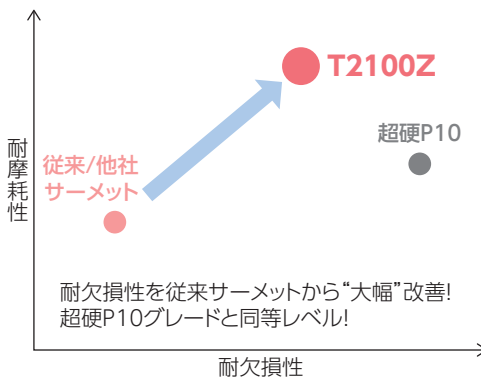 T2100Z
超硬P10
従来/他社
サーメット
耐摩耗性
耐欠損性を従来サーメットから“大幅”改善!
超硬P10グレードと同等レベル!
耐欠損性